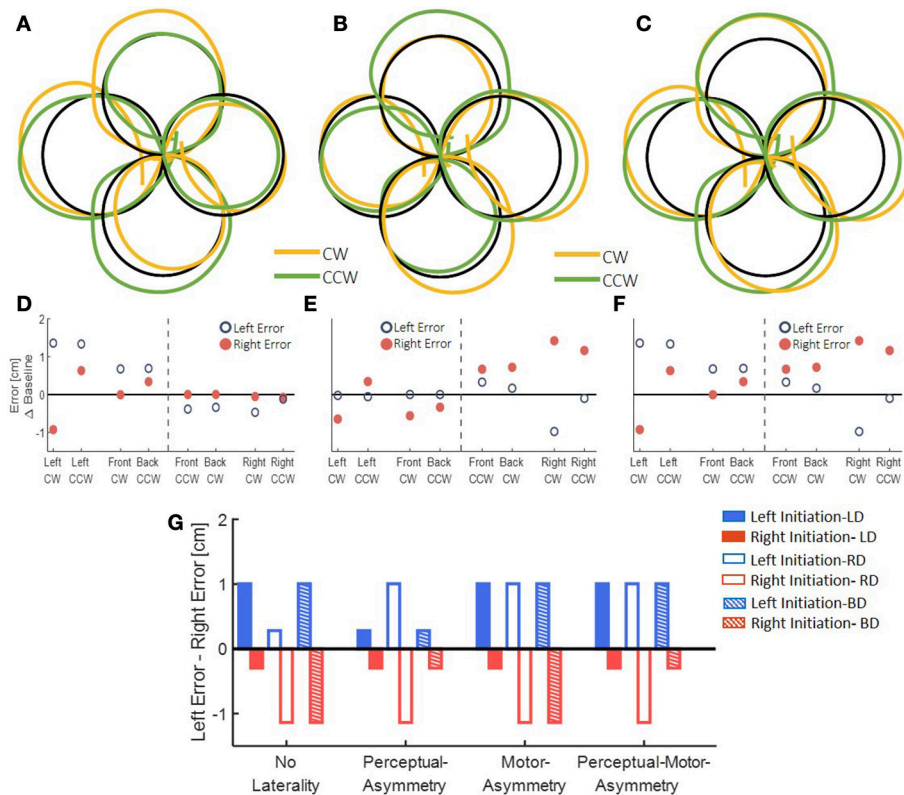 A
B
C
CW
CCW
CW
CCW
D
E
F
Error [cm]
Δ Baseline
2
1
0
-1
Left Error
Right Error
Left Error
Right Error
Left Error
Right Error
Left Left Front Back Front Back Right Right
CW CCW CW CCW CCW CW CW CCW
Left Left Front Back Front Back Right Right
CW CCW CW CCW CCW CW CW CCW
Left Left Front Back Front Back Right Right
CW CCW CW CCW CCW CW CW CCW
G
Left Error - Right Error [cm]
2
1
0
-1
Left Initiation-LD
Right Initiation- LD
Left Initiation-RD
Right Initiation- RD
Left Initiation-BD
Right Initiation- BD
No Perceptual- Motor- Perceptual-Motor-
Laterality Asymmetry Asymmetry Asymmetry